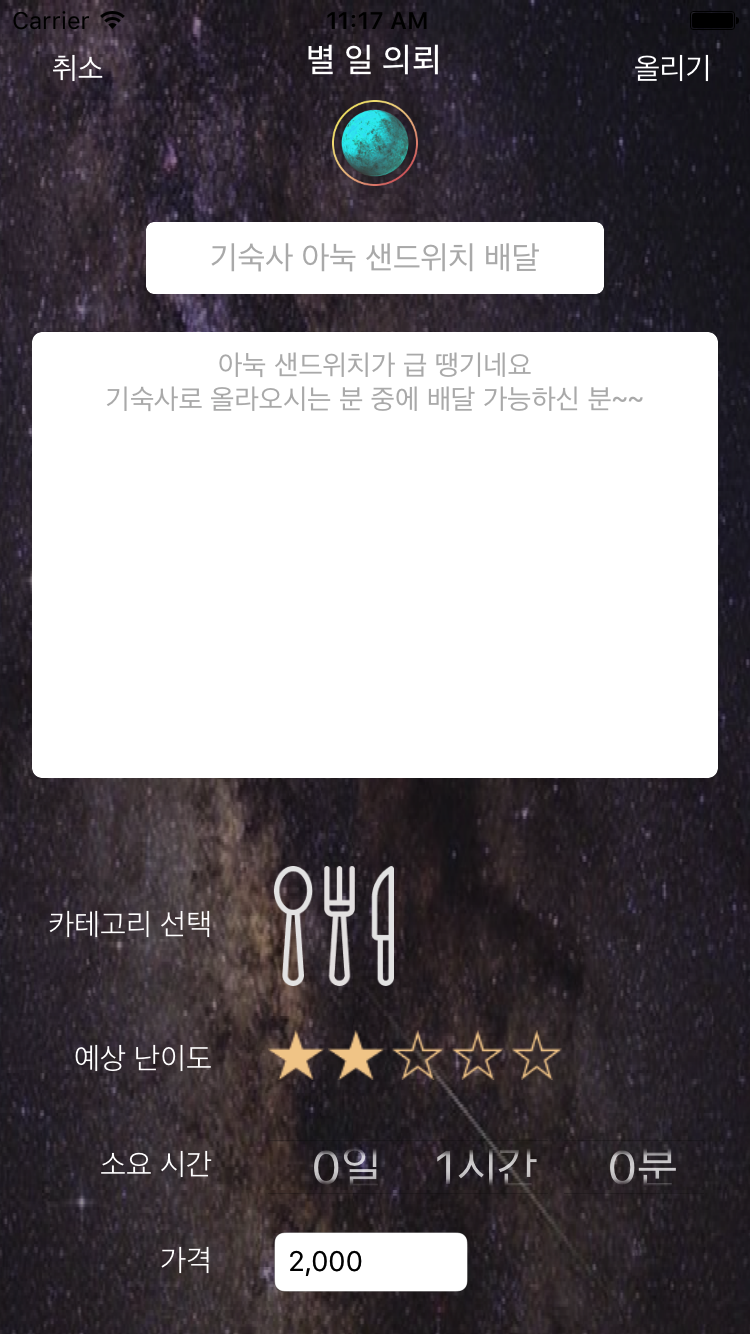 Carrier 11:17 AM
취소 별 일 의뢰 올리기
기숙사 아눅 샌드위치 배달
아눅 샌드위치가 급 땡기네요
기숙사로 올라오시는 분 중에 배달 가능하신 분~~
카테고리 선택
예상 난이도
소요 시간 0일 1시간 0분
가격 2,000